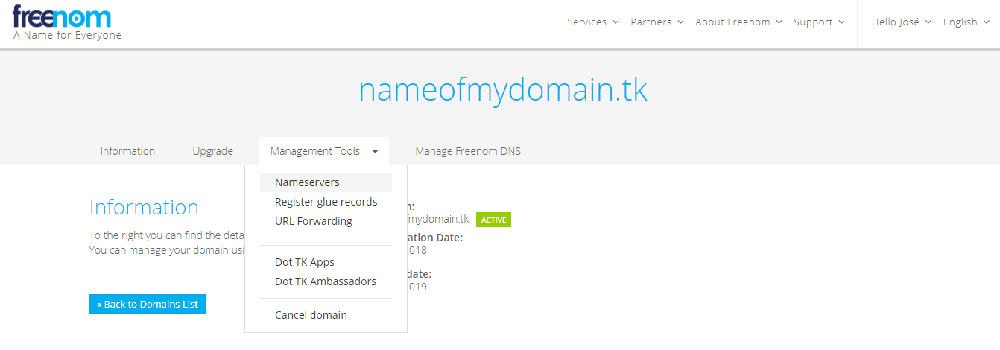 freenom
A Name for Everyone
Services Partners About Freenom Support Hello José English
nameofmydomain.tk
Information Upgrade Management Tools Manage Freenom DNS
Nameservers
Register glue records
URL Forwarding
Dot TK Apps
Dot TK Ambassadors
Cancel domain
Information
To the right you can find the deta
You can manage your domain usi
« Back to Domains List
n:
fmydomain.tk ACTIVE
ation Date:
2018
date:
2019